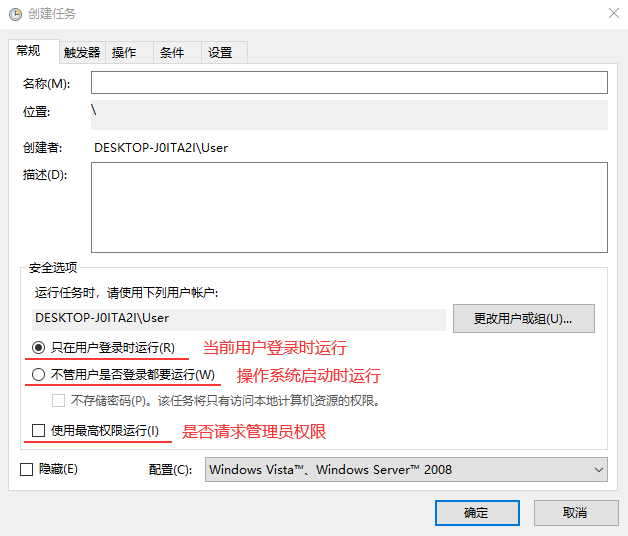 创建任务
常规 触发器 操作 条件 设置
名称(M):
位置: \
创建者: DESKTOP-J0ITA2I\User
描述(D):
安全选项
运行任务时，请使用下列用户帐户:
DESKTOP-J0ITA2I\User 更改用户或组(U)...
只在用户登录时运行(R) 当前用户登录时运行
不管用户是否登录都要运行(W) 操作系统启动时运行
不存储密码(P)。该任务将只有访问本地计算机资源的权限。
使用最高权限运行(I) 是否请求管理员权限
隐藏(E) 配置(C): Windows Vista™、Windows Server™ 2008
确定 取消